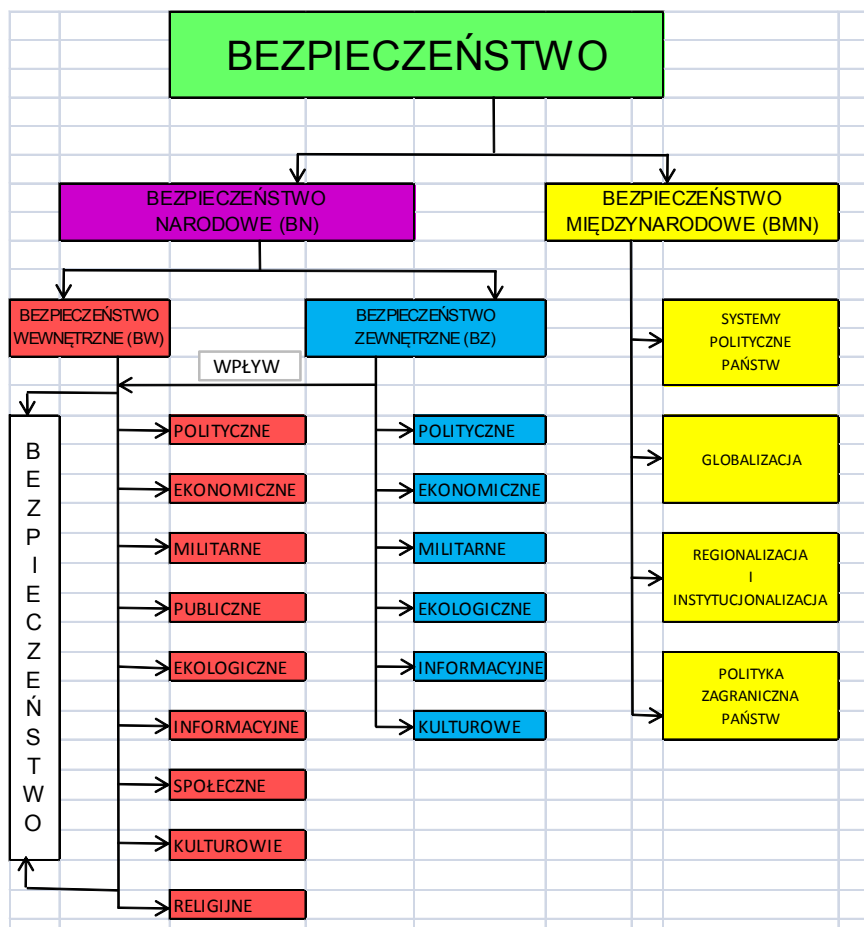 BEZPIECZEŃSTWO
BEZPIECZEŃSTWO
NARODOWE (BN)
BEZPIECZEŃSTWO
MIĘDZYNARODOWE (BMN)
BEZPIECZEŃSTWO
WEWNĘTRZNE (BW)
BEZPIECZEŃSTWO
ZEWNĘTRZNE (BZ)
WPŁYW
BEZPIECZEŃSTWO
POLITYCZNE
EKONOMICZNE
MILITARNE
PUBLICZNE
EKOLOGICZNE
INFORMACYJNE
SPOŁECZNE
KULTUROWIE
RELIGIJNE
POLITYCZNE
EKONOMICZNE
MILITARNE
EKOLOGICZNE
INFORMACYJNE
KULTUROWE
SYSTEMY
POLITYCZNE
PAŃSTW
GLOBALIZACJA
REGIONALIZACJA
I
INSTYTUCJONALIZACJA
POLITYKA
ZAGRANICZNA
PAŃSTW